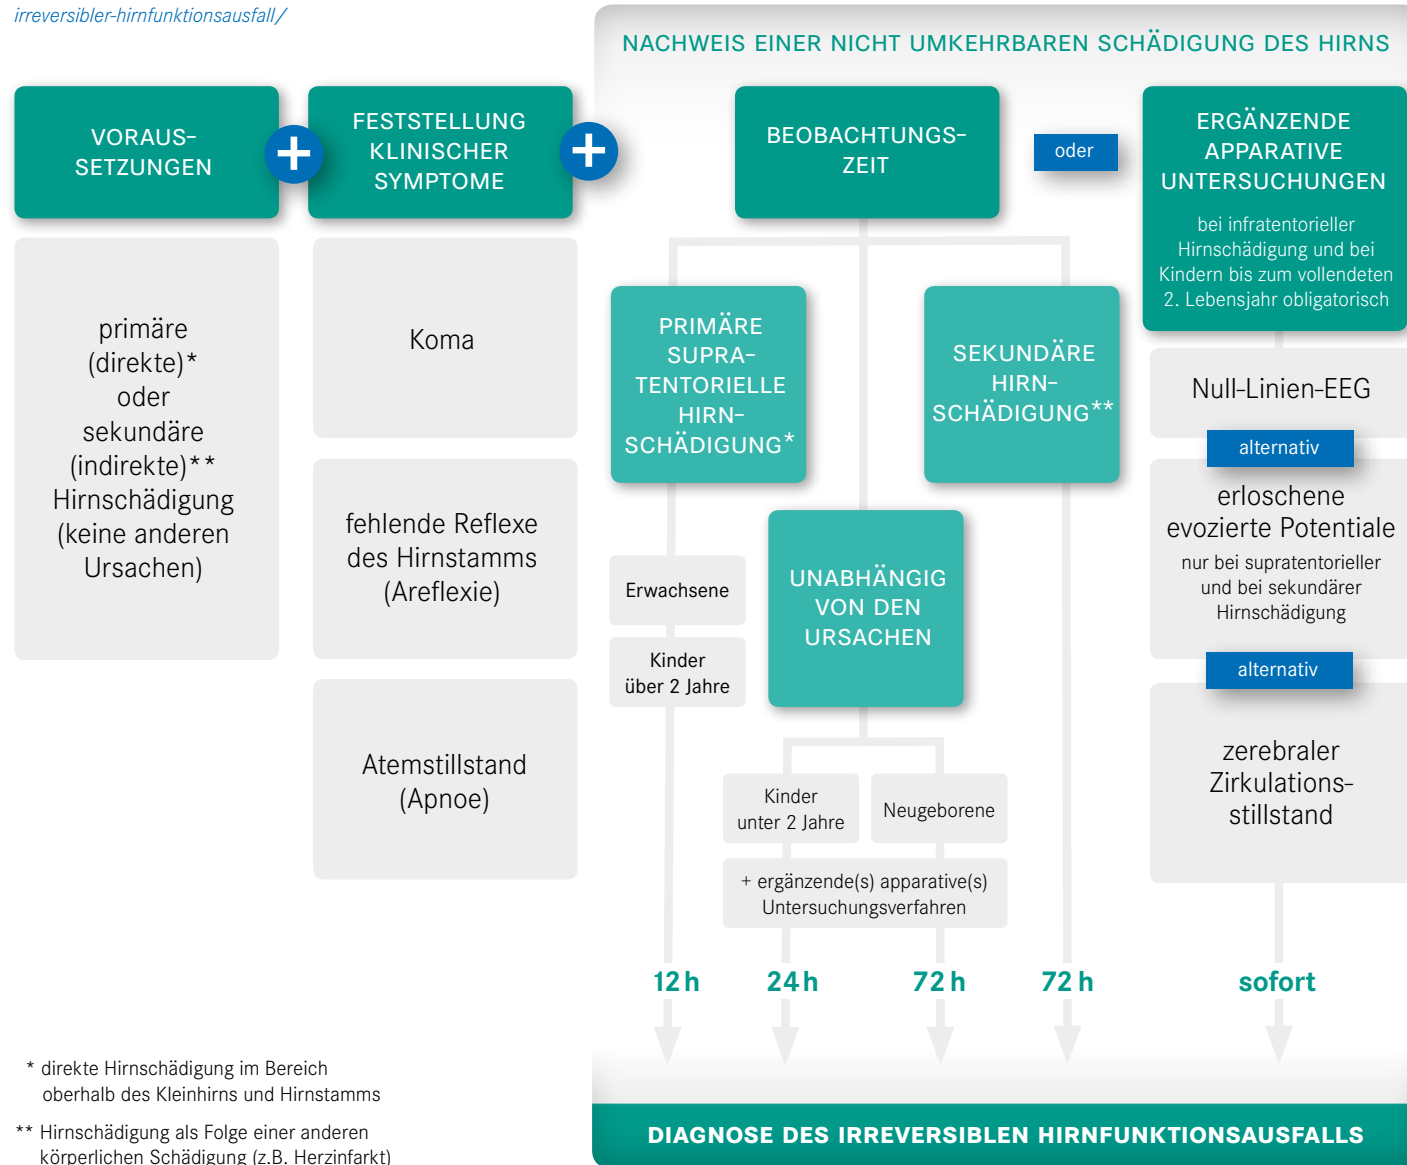 irreversibler-hirnfunktionsausfall/
NACHWEIS EINER NICHT UMKEHRBAREN SCHÄDIGUNG DES HIRNS
VORAUS-
SETZUNGEN
+
FESTSTELLUNG
KLINISCHER
SYMPTOME
+
BEOBACHTUNGS-
ZEIT
oder
ERGÄNZENDE
APPARATIVE
UNTERSUCHUNGEN
bei infratentorieller
Hirnschädigung und bei
Kindern bis zum vollendeten
2. Lebensjahr obligatorisch
primäre
(direkte)*
oder
sekundäre
(indirekte)**
Hirnschädigung
(keine anderen
Ursachen)
Koma
fehlende Reflexe
des Hirnstamms
(Areflexie)
Atemstillstand
(Apnoe)
PRIMÄRE
SUPRA-
TENTORIELLE
HIRN-
SCHÄDIGUNG*
Erwachsene
Kinder
über 2 Jahre
UNABHÄNGIG
VON DEN
URSACHEN
Kinder
unter 2 Jahre
Neugeborene
+ ergänzende(s) apparative(s)
Untersuchungsverfahren
SEKUNDÄRE
HIRN-
SCHÄDIGUNG**
Null-Linien-EEG
alternativ
erloschene
evozierte Potentiale
nur bei supratentorieller
und bei sekundärer
Hirnschädigung
alternativ
zerebraler
Zirkulations-
stillstand
12 h
24 h
72 h
72 h
sofort
* direkte Hirnschädigung im Bereich
oberhalb des Kleinhirns und Hirnstamms
** Hirnschädigung als Folge einer anderen
körperlichen Schädigung (z.B. Herzinfarkt)
DIAGNOSE DES IRREVERSIBLEN HIRNFUNKTIONSAUSFALLS